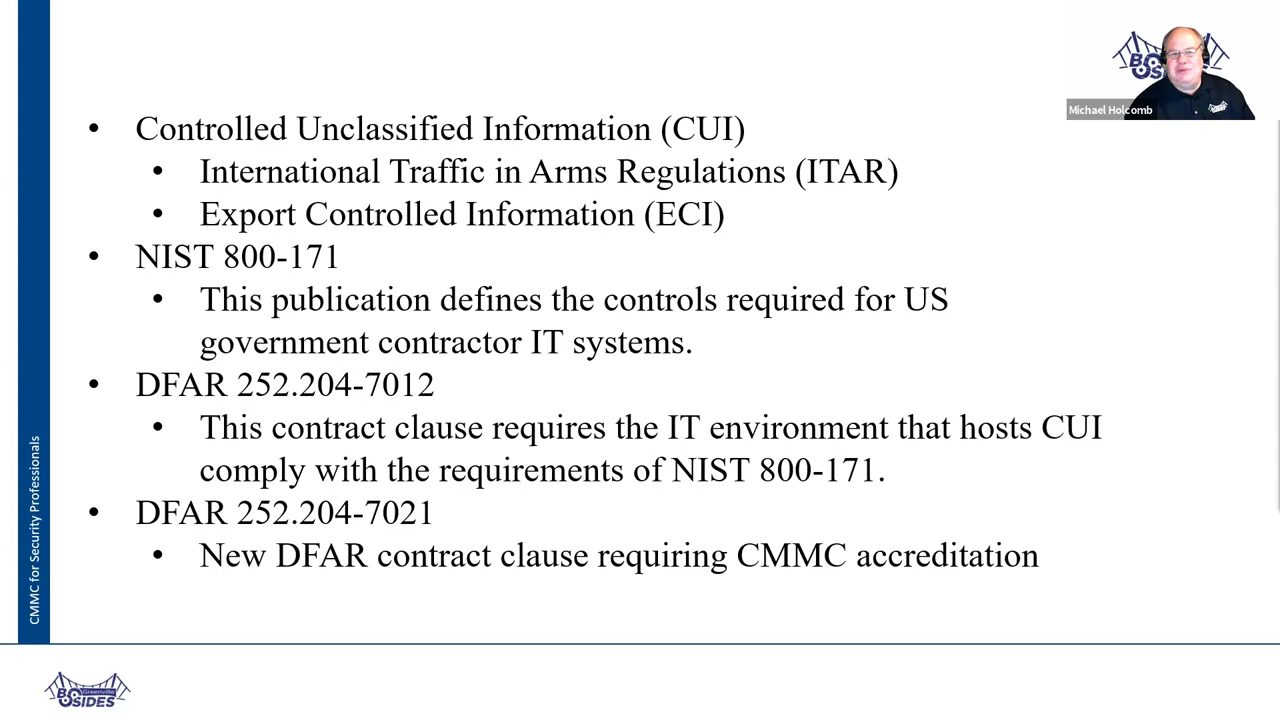 Controlled Unclassified Information (CUI)
International Traffic in Arms Regulations (ITAR)
Export Controlled Information (ECI)
NIST 800-171
This publication defines the controls required for US
government contractor IT systems.
DFAR 252.204-7012
This contract clause requires the IT environment that hosts CUI
comply with the requirements of NIST 800-171.
DFAR 252.204-7021
New DFAR contract clause requiring CMMC accreditation
CMMC for Security Professionals
Michael Holcomb
Greenville
BSIDES